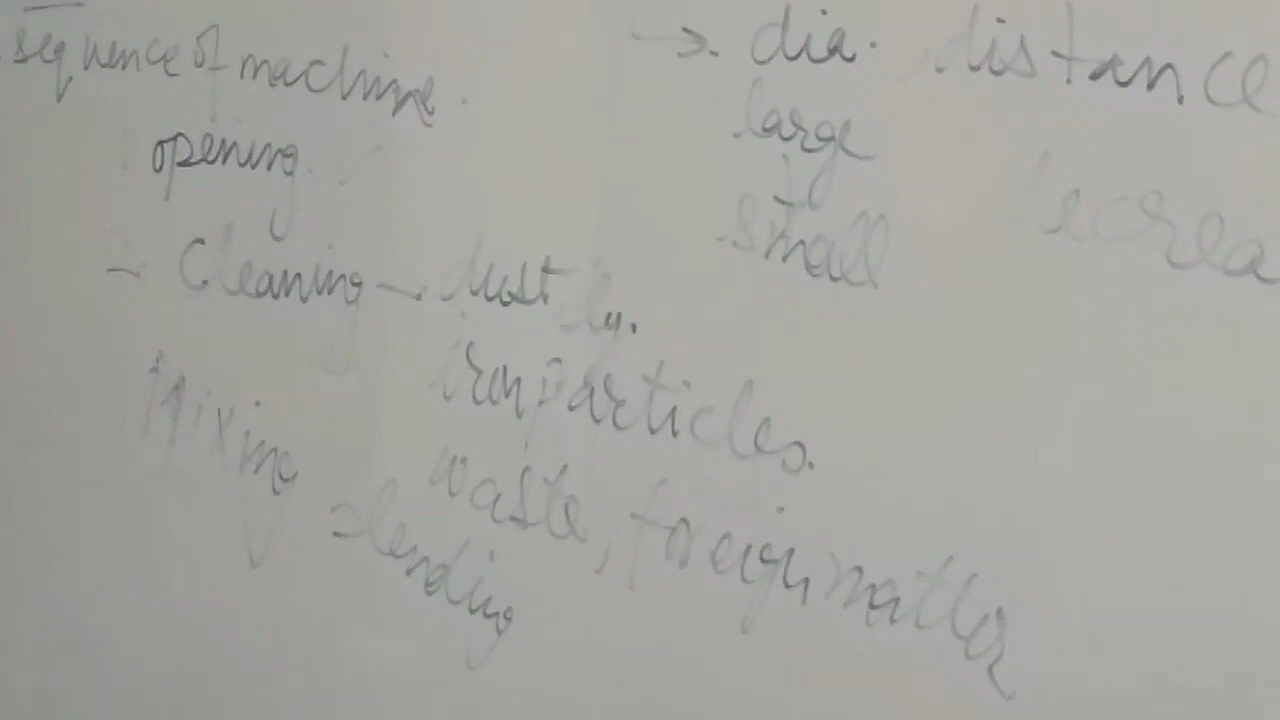 sequence of machine.
opening.
- Cleaning - dust
iron particles.
waste, foreign matter
Mixing
blending
→ dia. distance
large
↓
small